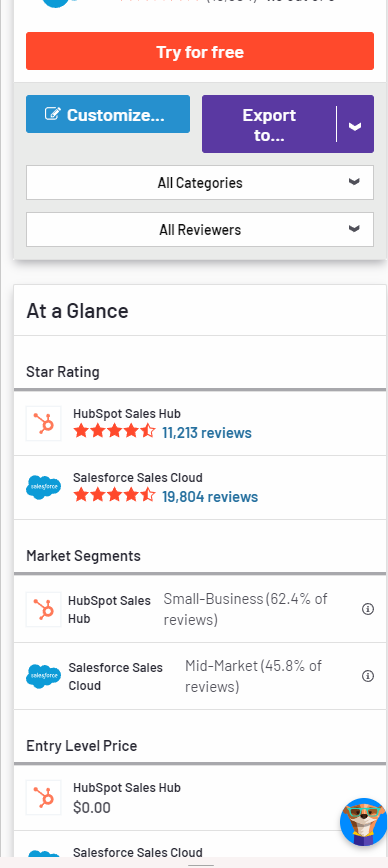 Try for free
Customize...
Export
to...
All Categories
All Reviewers
At a Glance
Star Rating
HubSpot Sales Hub
11,213 reviews
salesforce
Salesforce Sales Cloud
19,804 reviews
Market Segments
HubSpot Sales
Hub
Small-Business (62.4% of
reviews)
salesforce
Salesforce Sales
Cloud
Mid-Market (45.8% of
reviews)
Entry Level Price
HubSpot Sales Hub
$0.00
Salesforce Sales Cloud